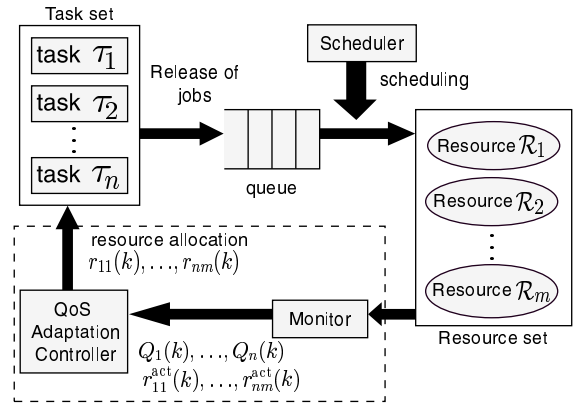 Task set
task τ₁
task τ₂
task τₙ
Release of
jobs
queue
Scheduler
scheduling
Resource ℛ₁
Resource ℛ₂
Resource ℛₘ
Resource set
resource allocation
r₁₁(k),…,rₙₘ(k)
QoS
Adaptation
Controller
Monitor
Q₁(k),…,Qₙ(k)
r₁₁ᵃᶜᵗ(k),…,rₙₘᵃᶜᵗ(k)